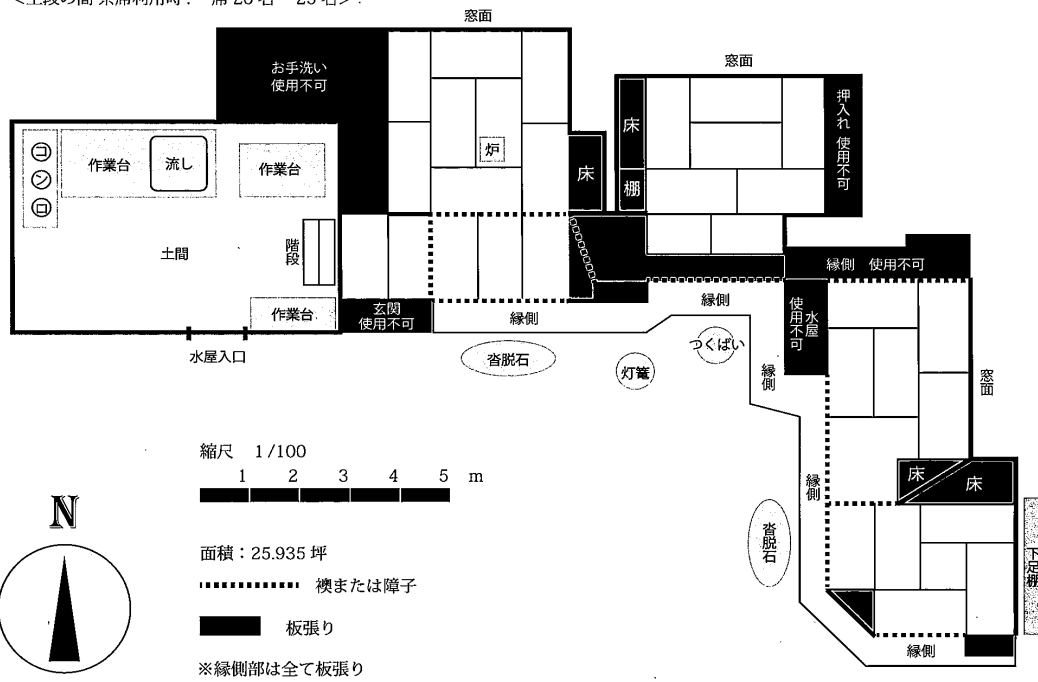 窓面
お手洗い
使用不可
窓面
床
棚
押入れ 使用不可
コンロ
作業台
流し
作業台
炉
床
土間
階段
作業台
玄関
使用不可
縁側
縁側
縁側 使用不可
水屋
使用不可
水屋入口
沓脱石
灯篭
つくばい
縁側
窓面
縮尺 1/100
1 2 3 4 5 m
床
床
縁側
沓脱石
下足棚
N
面積：25.935 坪
襖または障子
板張り
縁側
※縁側部は全て板張り